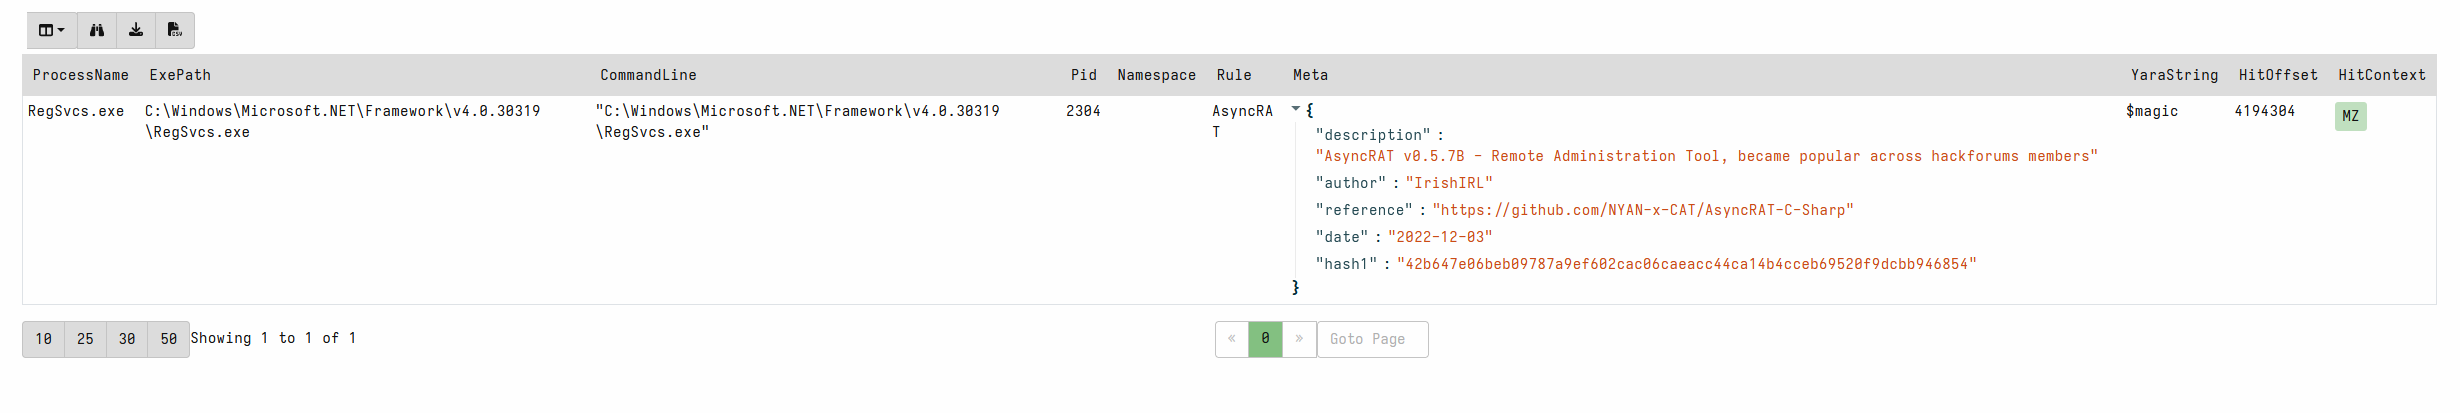 ProcessName ExePath CommandLine Pid Namespace Rule Meta YaraString HitOffset HitContext
RegSvcs.exe C:\Windows\Microsoft.NET\Framework\v4.0.30319 "C:\Windows\Microsoft.NET\Framework\v4.0.30319 2304 AsyncRA { $magic 4194304 MZ
\RegSvcs.exe \RegSvcs.exe" T
"description" :
"AsyncRAT v0.5.7B - Remote Administration Tool, became popular across hackforums members"
"author" : "IrishIRL"
"reference" : "https://github.com/NYAN-x-CAT/AsyncRAT-C-Sharp"
"date" : "2022-12-03"
"hash1" : "42b647e06beb09787a9ef602cac06caeacc44ca14b4cceb69520f9dcbb946854"
}
10 25 30 50 Showing 1 to 1 of 1 « 0 » Goto Page